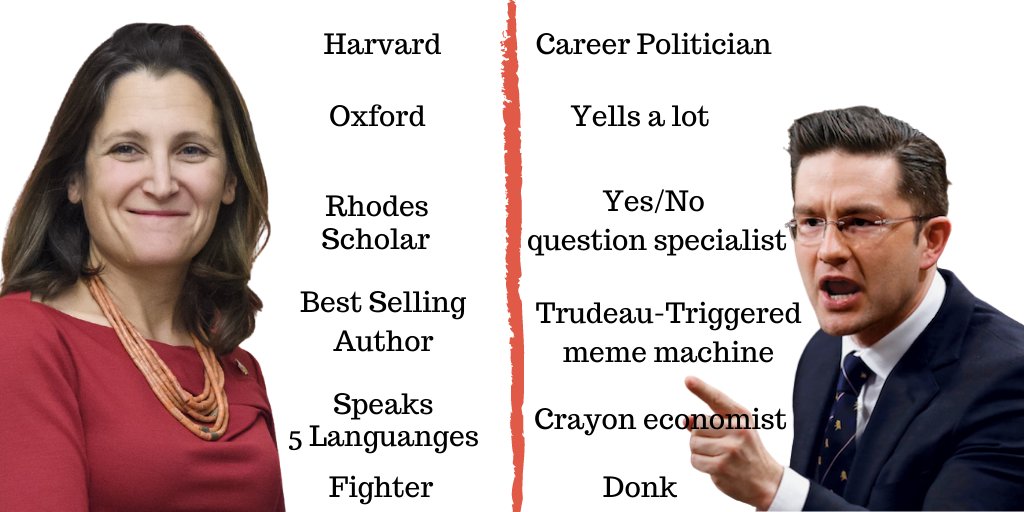 Harvard
Oxford
Rhodes
Scholar
Best Selling
Author
Speaks
5 Languanges
Fighter
Career Politician
Yells a lot
Yes/No
question specialist
Trudeau-Triggered
meme machine
Crayon economist
Donk